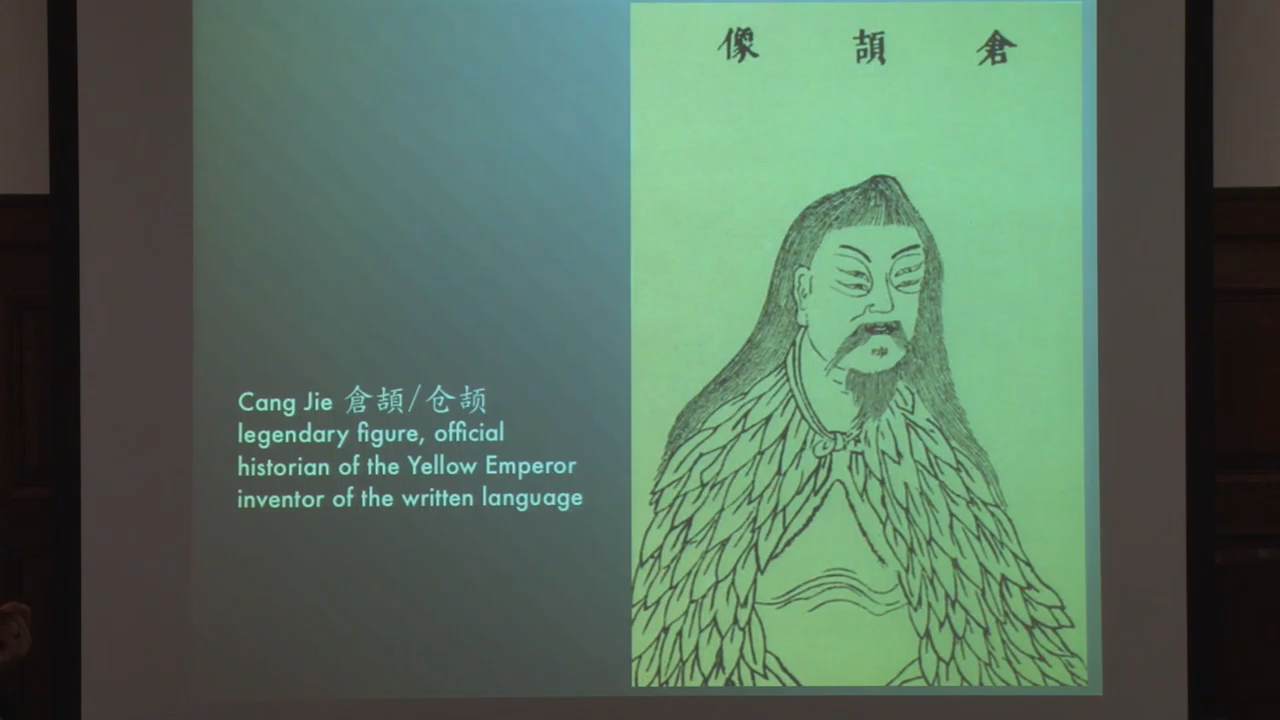 倉頡像
Cang Jie 倉頡/仓颉
legendary figure, official
historian of the Yellow Emperor
inventor of the written language